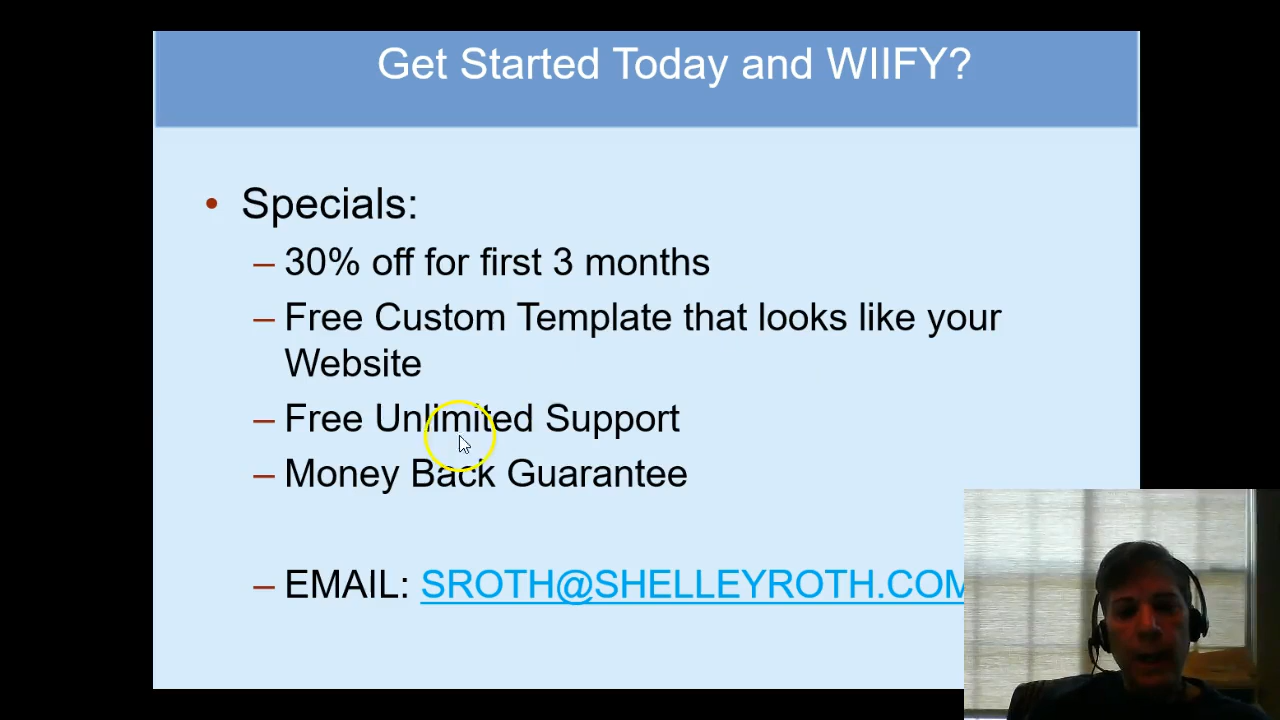 Get Started Today and WIIFY?
• Specials:
– 30% off for first 3 months
– Free Custom Template that looks like your
Website
– Free Unlimited Support
– Money Back Guarantee
– EMAIL: SROTH@SHELLEYROTH.COM